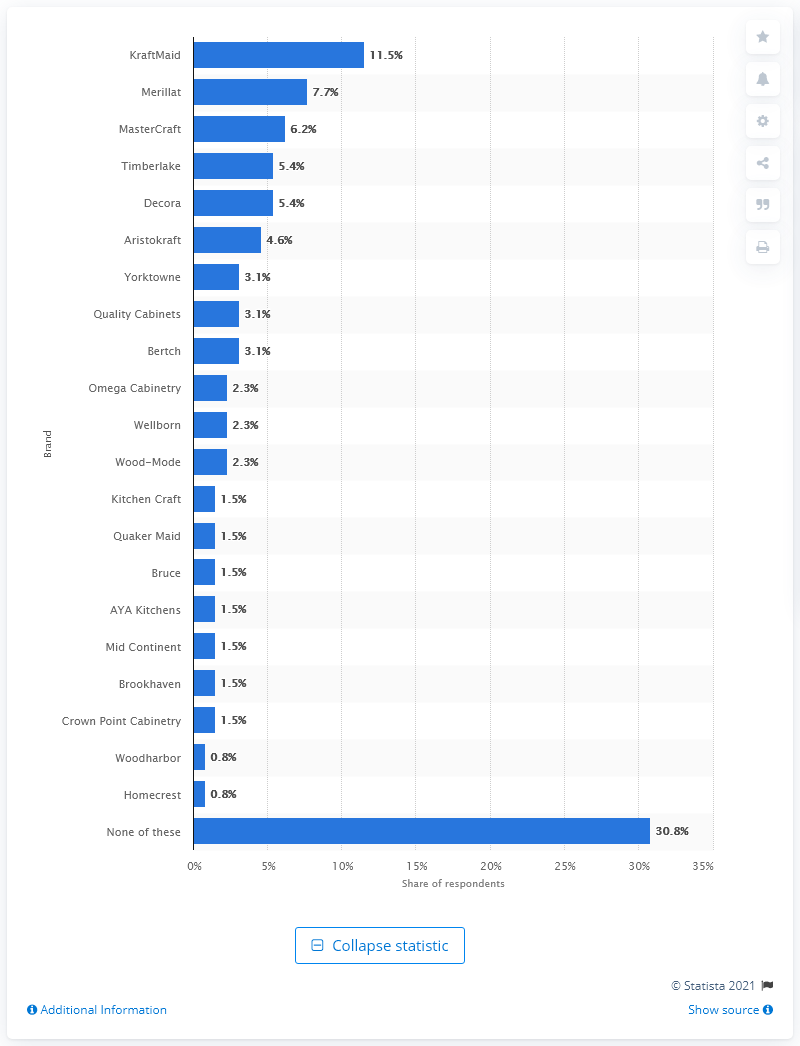 KraftMaid 11.5%
Merillat 7.7%
MasterCraft 6.2%
Timberlake 5.4%
Decora 5.4%
Aristokraft 4.6%
Yorktowne 3.1%
Quality Cabinets 3.1%
Bertch 3.1%
Omega Cabinetry 2.3%
Wellborn 2.3%
Brand
Wood-Mode 2.3%
Kitchen Craft 1.5%
Quaker Maid 1.5%
Bruce 1.5%
AYA Kitchens 1.5%
Mid Continent 1.5%
Brookhaven 1.5%
Crown Point Cabinetry 1.5%
Woodharbor 0.8%
Homecrest 0.8%
None of these 30.8%
0% 5% 10% 15% 20% 25% 30% 35%
Share of respondents
Collapse statistic
© Statista 2021
Additional Information Show source